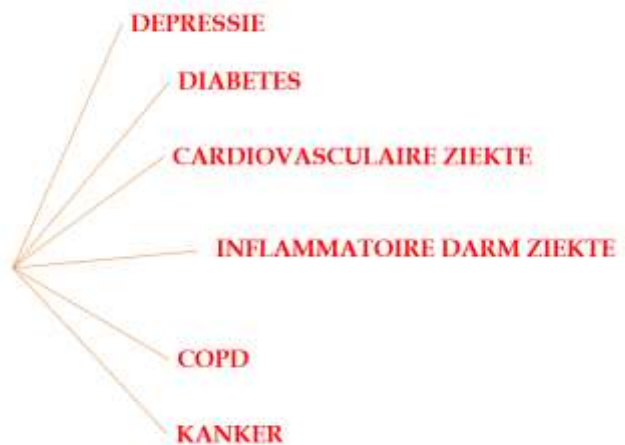 DEPRESSIE
DIABETES
CARDIOVASCULAIRE ZIEKTE
INFLAMMATOIRE DARM ZIEKTE
COPD
KANKER